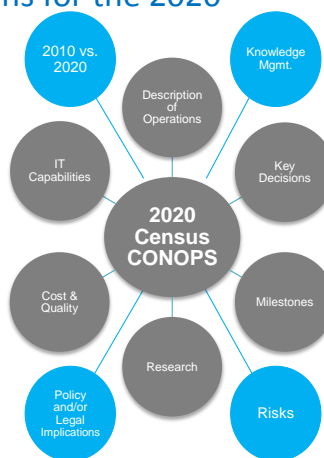 ns for the 2020
2010 vs.
2020
Knowledge
Mgmt.
Description
of
Operations
IT
Capabilities
Key
Decisions
2020
Census
CONOPS
Cost &
Quality
Milestones
Research
Policy
and/or
Legal
Implications
Risks